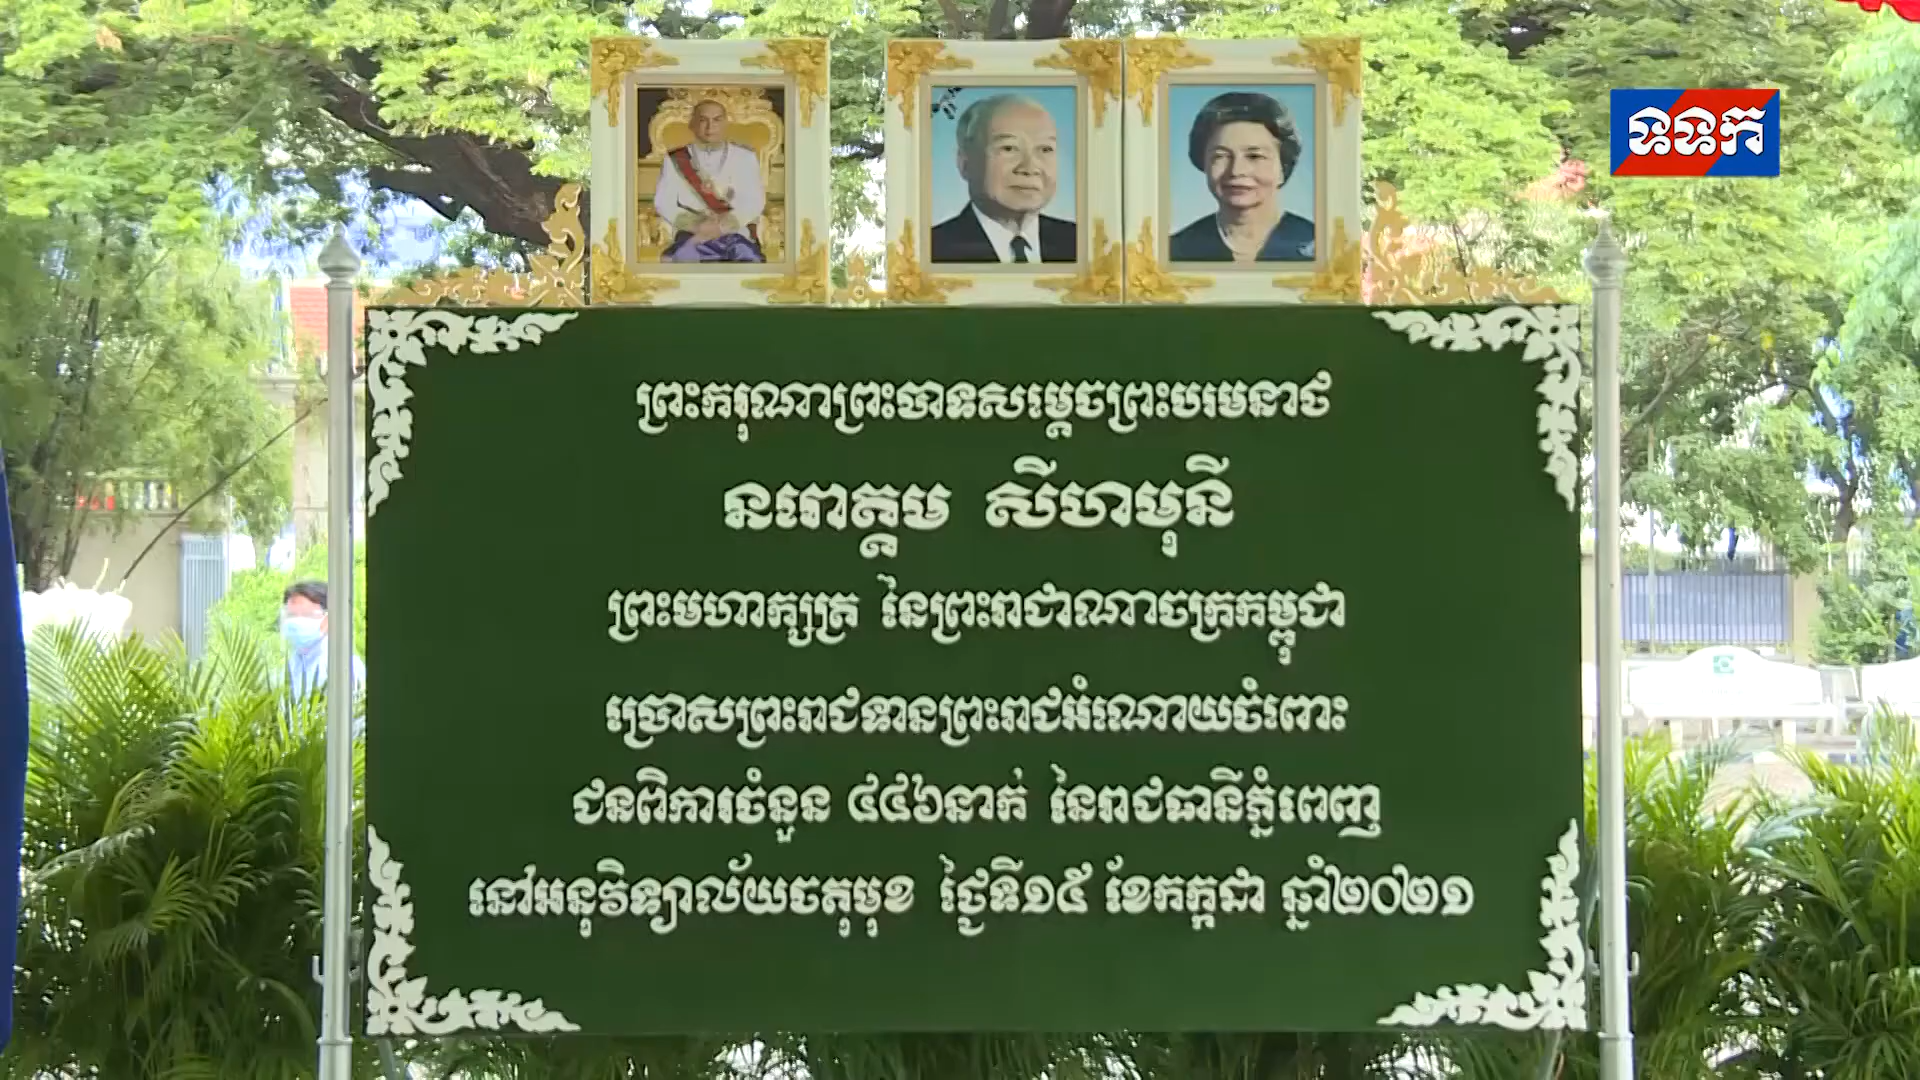 ទទក
ព្រះករុណាព្រះបាទសម្តេចព្រះបរមនាថ
នរោត្តម សីហមុនី
ព្រះមហាក្សត្រ នៃព្រះរាជាណាចក្រកម្ពុជា
ប្រោសព្រះរាជទានព្រះរាជអំណោយចំពោះ
ជនពិការចំនួន ៤៤៦នាក់ នៃរាជធានីភ្នំពេញ
នៅអនុវិទ្យាល័យចតុមុខ ថ្ងៃទី១៥ ខែកក្កដា ឆ្នាំ២០២១